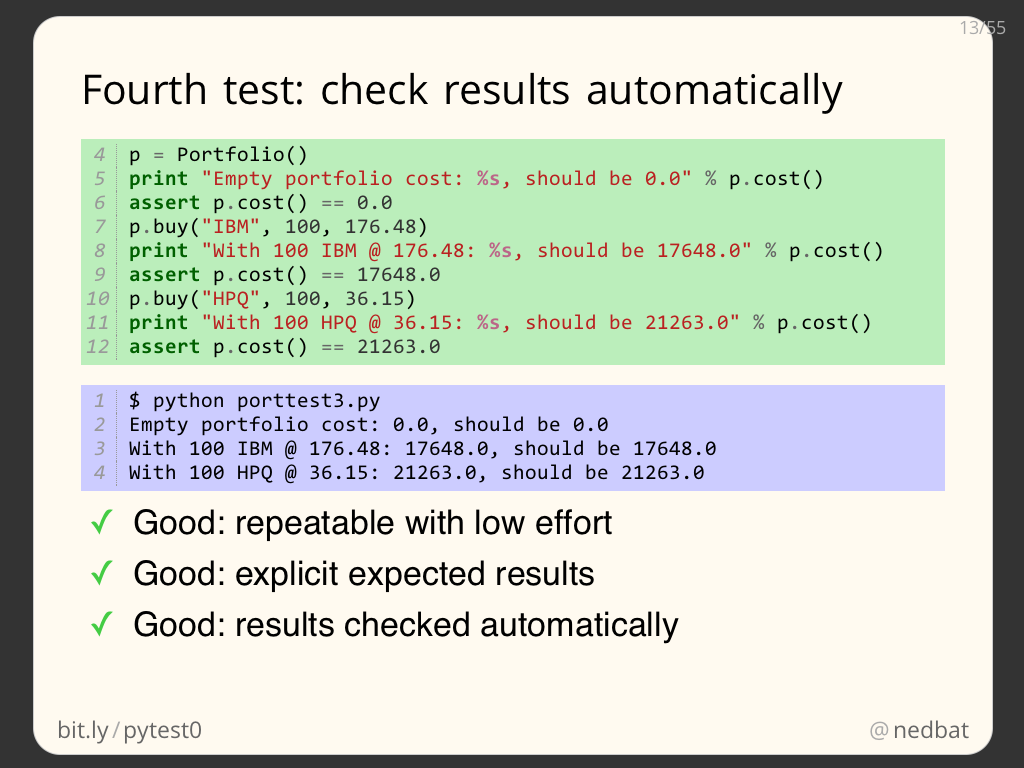 13/55
Fourth test: check results automatically
4 p = Portfolio()
5 print "Empty portfolio cost: %s, should be 0.0" % p.cost()
6 assert p.cost() == 0.0
7 p.buy("IBM", 100, 176.48)
8 print "With 100 IBM @ 176.48: %s, should be 17648.0" % p.cost()
9 assert p.cost() == 17648.0
10 p.buy("HPQ", 100, 36.15)
11 print "With 100 HPQ @ 36.15: %s, should be 21263.0" % p.cost()
12 assert p.cost() == 21263.0
1 $ python porttest3.py
2 Empty portfolio cost: 0.0, should be 0.0
3 With 100 IBM @ 176.48: 17648.0, should be 17648.0
4 With 100 HPQ @ 36.15: 21263.0, should be 21263.0
✓ Good: repeatable with low effort
✓ Good: explicit expected results
✓ Good: results checked automatically
bit.ly/pytest0
@nedbat